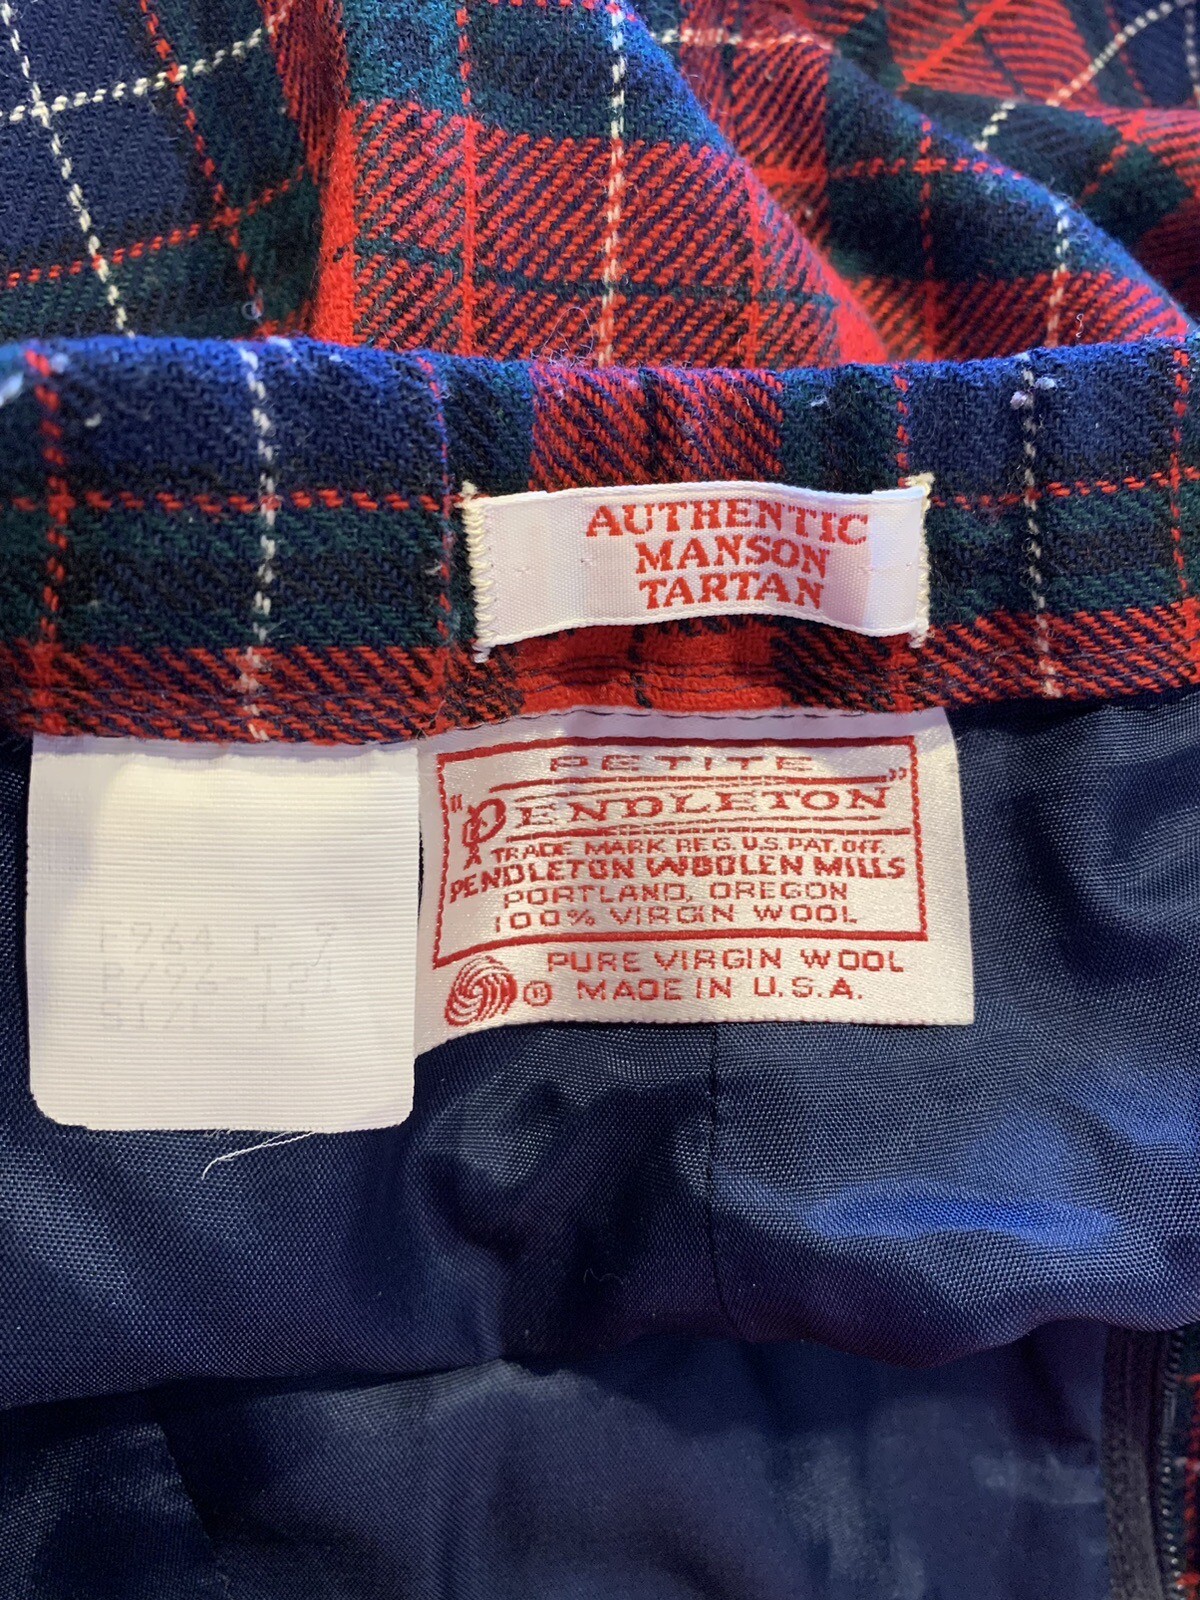 AUTHENTIC
MANSON
TARTAN
PETITE
"PENDLETON"
TRADE MARK REG. U.S. PAT. OFF.
PENDLETON WOOLEN MILLS
PORTLAND, OREGON
100% VIRGIN WOOL
PURE VIRGIN WOOL
® MADE IN U.S.A.